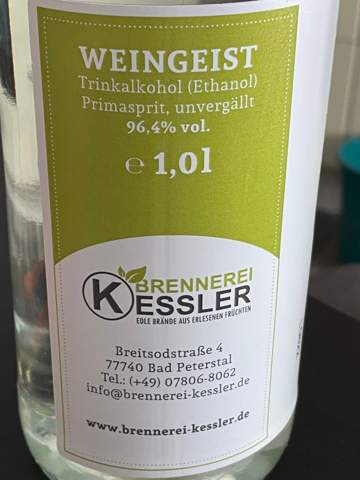 WEINGEIST
Trinkalkohol (Ethanol)
Primasprit, unvergällt
96,4% vol.
℮ 1,0l
BRENNEREI
KESSLER
EDLE BRÄNDE AUS ERLESENEN FRÜCHTEN
Breitsodstraße 4
77740 Bad Peterstal
Tel.: (+49) 07806-8062
info@brennerei-kessler.de
www.brennerei-kessler.de